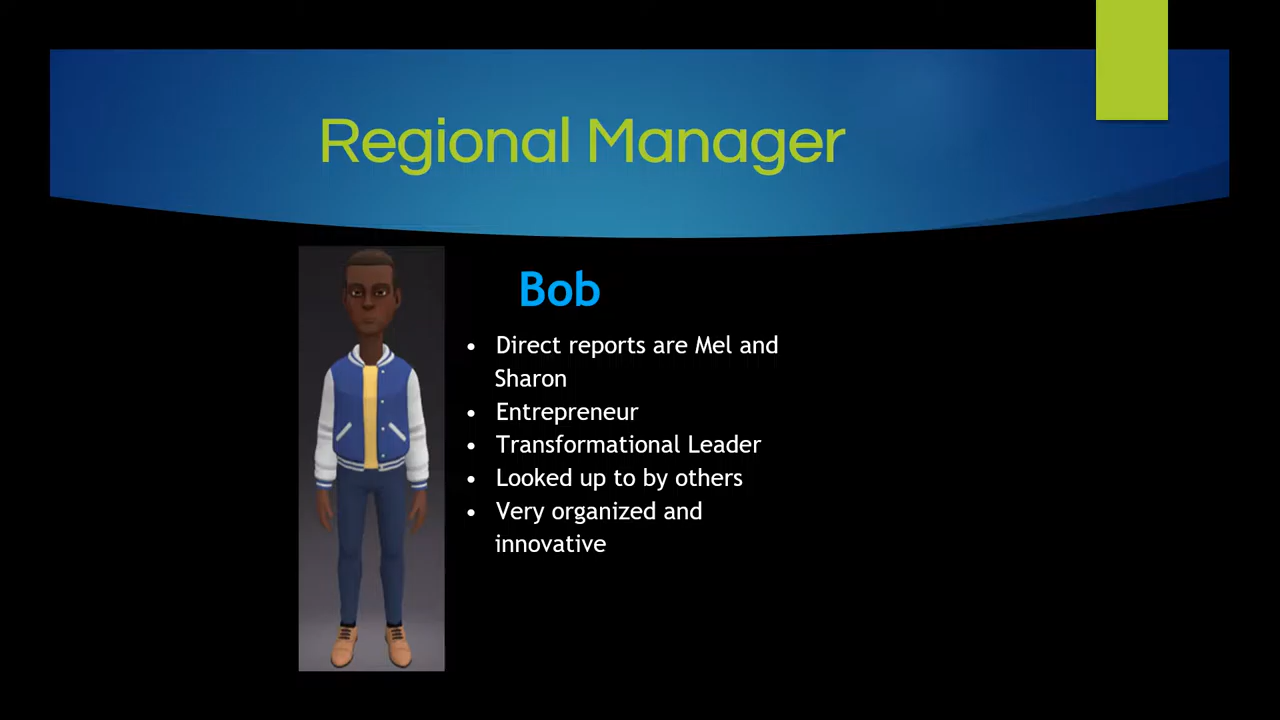 Regional Manager
Bob
• Direct reports are Mel and
Sharon
• Entrepreneur
• Transformational Leader
• Looked up to by others
• Very organized and
innovative